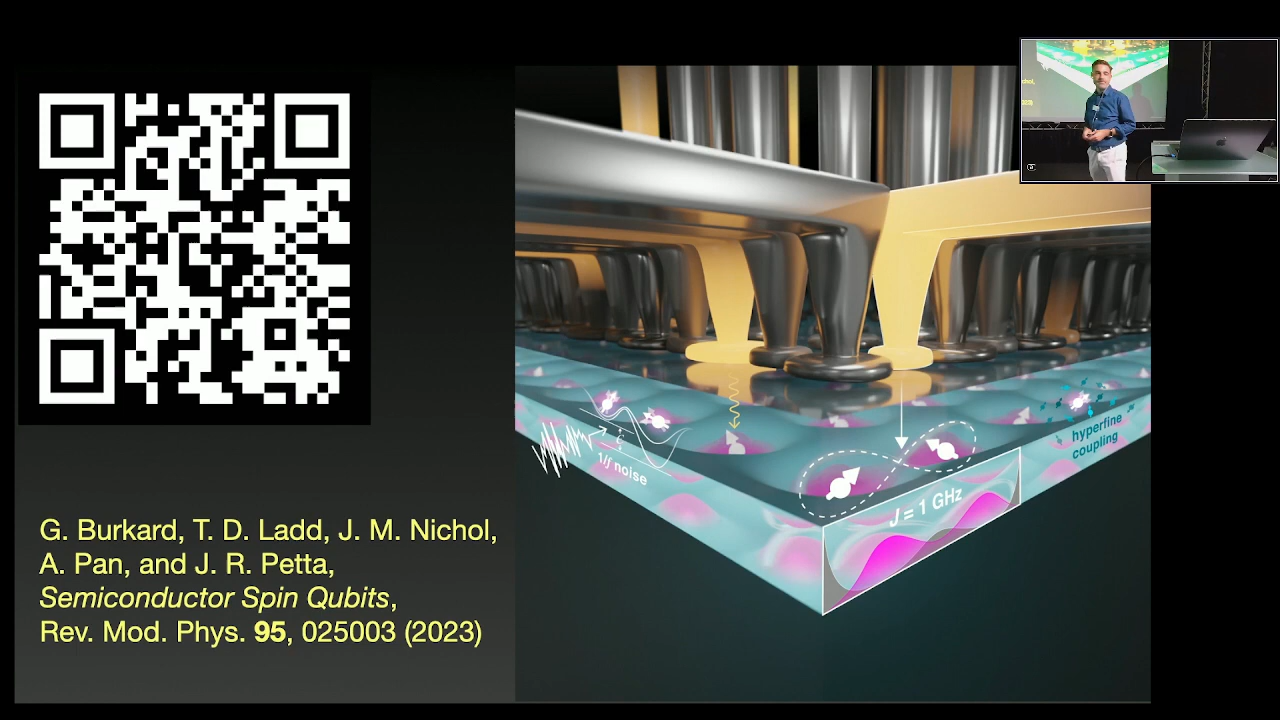 G. Burkard, T. D. Ladd, J. M. Nichol,
A. Pan, and J. R. Petta,
Semiconductor Spin Qubits,
Rev. Mod. Phys. 95, 025003 (2023)
1/f noise
J = 1 GHz
hyperfine
coupling